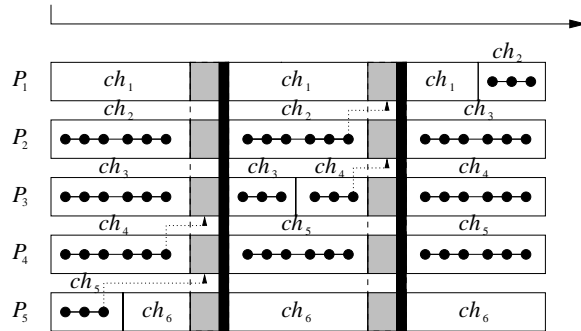 ch₂
P₁ ch₁ ch₁ ch₁
ch₂ ch₂ ch₃
P₂
ch₃ ch₃ ch₄ ch₄
P₃
ch₄ ch₅ ch₅
P₄
ch₅
P₅ ch₆ ch₆ ch₆